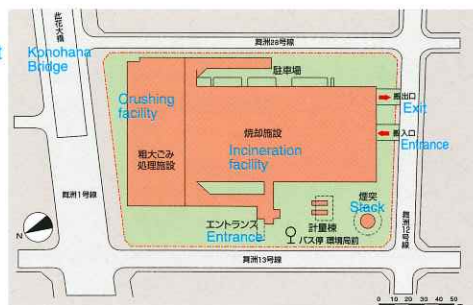 此花大橋
Konohana
Bridge
t
舞洲28号線
駐車場
Crushing
facility
搬出口
Exit
焼却施設
Incineration
facility
搬入口
Entrance
粗大ごみ
処理施設
舞洲1号線
煙突
Stack
計量棟
エントランス
Entrance
バス停 環境局前
舞洲12号線
舞洲13号線
N
0 10 20 30 40 50